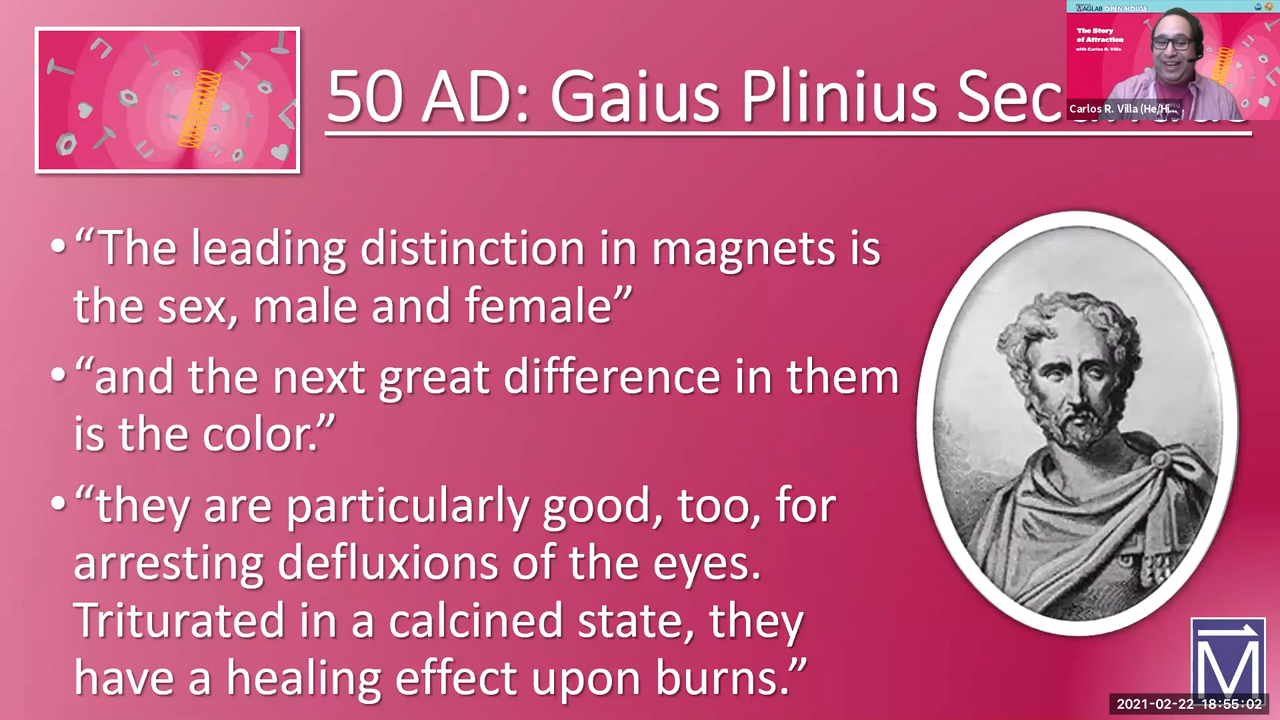 MAGLAB OPEN HOUSE
The Story
of Attraction
with Carlos R. Villa
Carlos R. Villa (He/Hi...
50 AD: Gaius Plinius
•“The leading distinction in magnets is
the sex, male and female”
•“and the next great difference in them
is the color.”
•“they are particularly good, too, for
arresting defluxions of the eyes.
Triturated in a calcined state, they
have a healing effect upon burns.”
M
2021-02-22 18:55:02